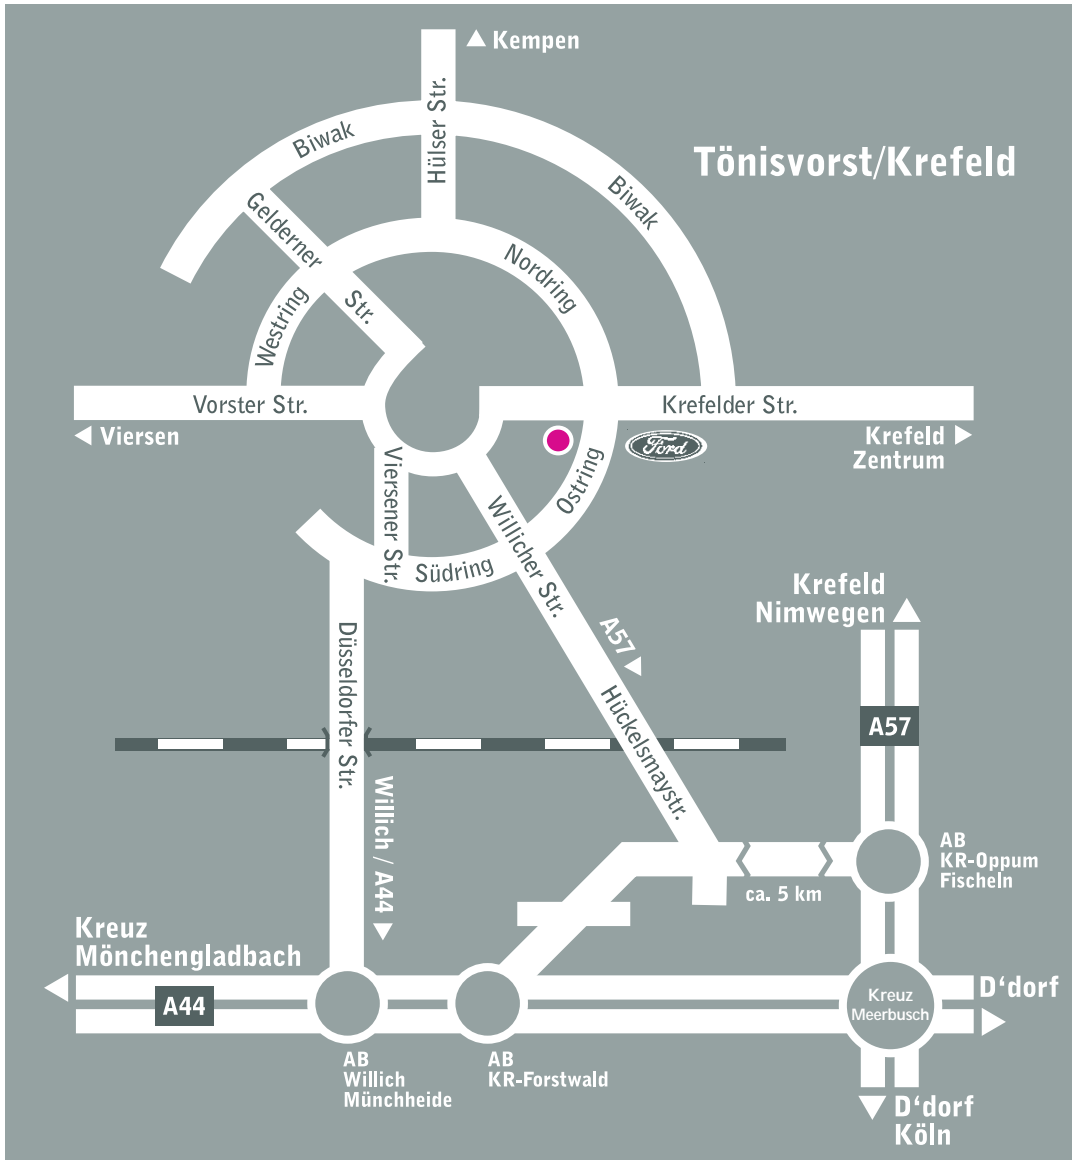 Kempen
Hülser Str.
Biwak
Tönisvorst/Krefeld
Biwak
Gelderner
Str.
Nordring
Westring
Vorster Str.
Krefelder Str.
Viersen
Ford
Krefeld
Zentrum
Viersener Str.
Willicher Str.
Ostring
Südring
Krefeld
Nimwegen
A57
Düsseldorfer Str.
Hückelsmaystr.
A57
Willich / A44
AB
KR-Oppum
Fischeln
ca. 5 km
Kreuz
Mönchengladbach
A44
D'dorf
Kreuz
Meerbusch
AB
Willich
Münchheide
AB
KR-Forstwald
D'dorf
Köln